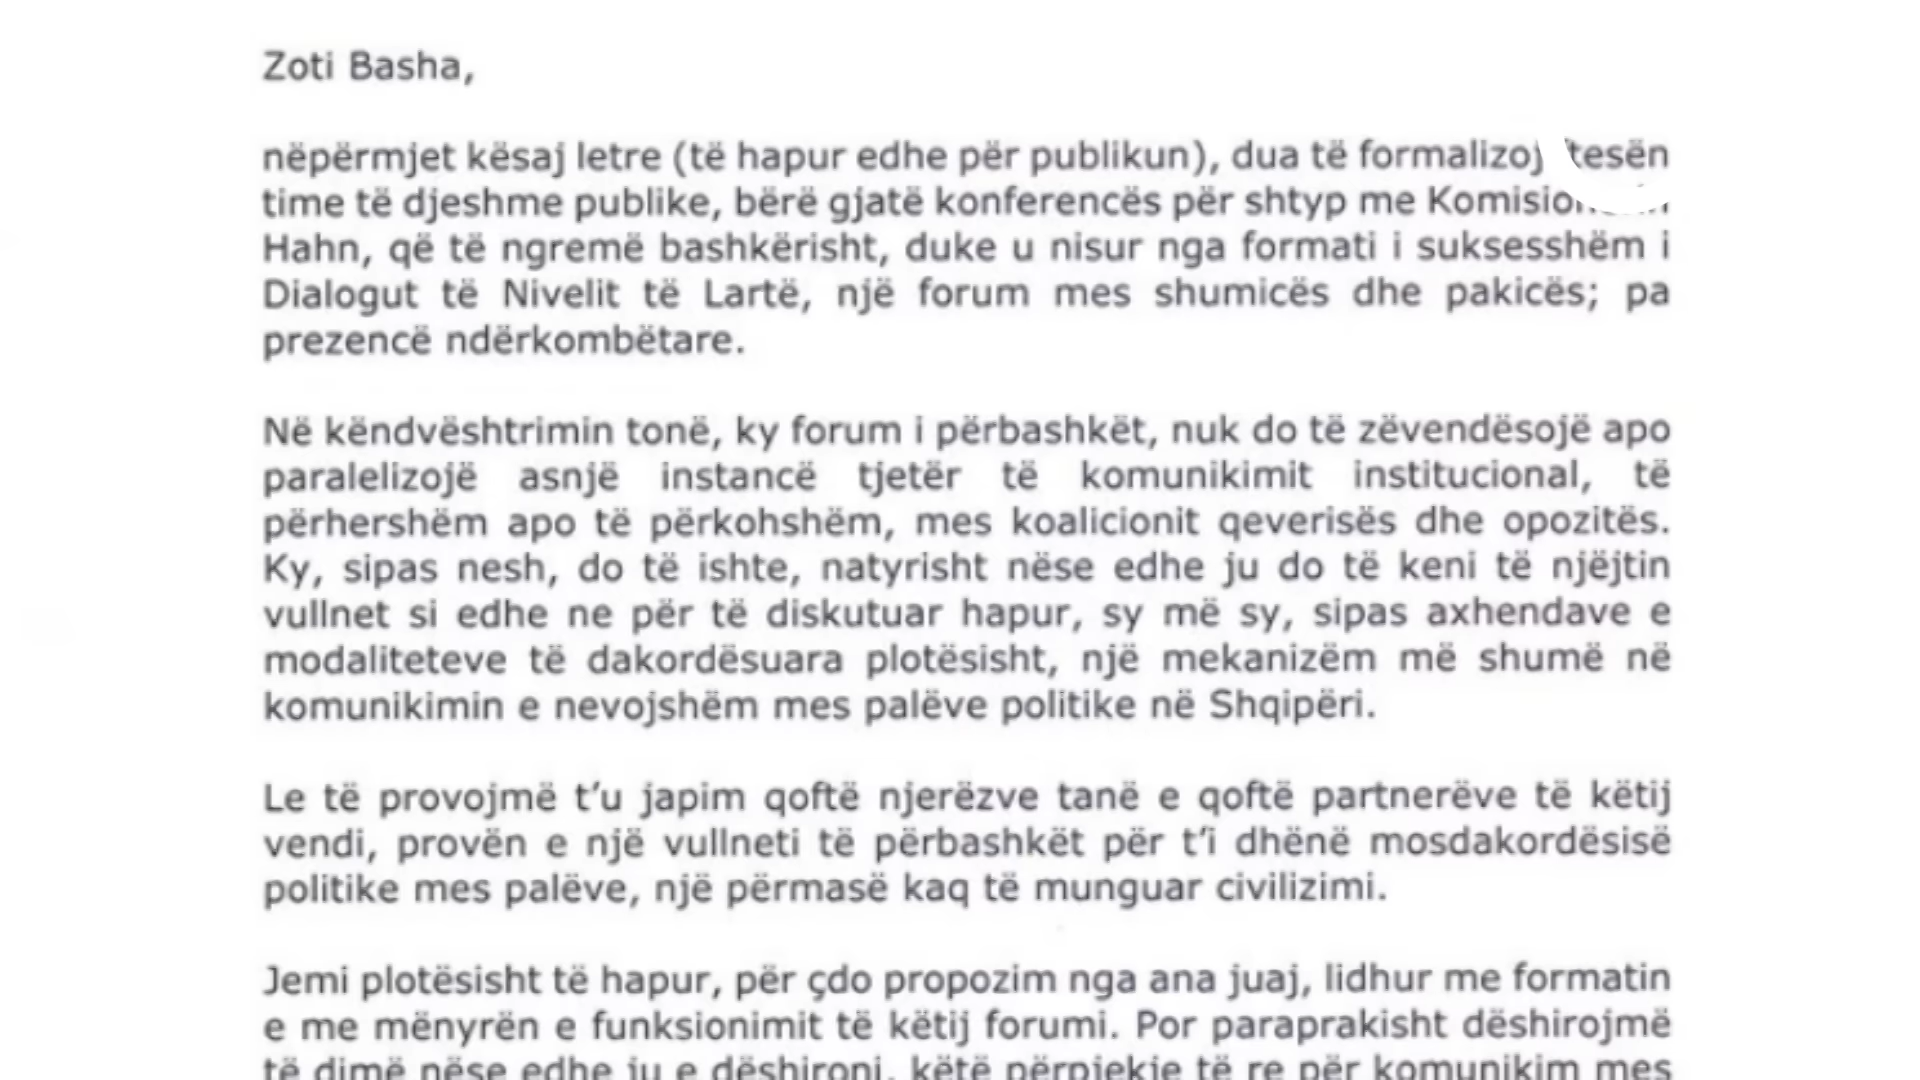 Zoti Basha,
nëpërmjet kësaj letre (të hapur edhe për publikun), dua të formalizoj
time të djeshme publike, bërë gjatë konferencës për shtyp me
Hahn, që të ngremë bashkërisht, duke u nisur nga formati i suksesshëm i
Dialogut të Nivelit të Lartë, një forum mes shumicës dhe pakicës; pa
prezencë ndërkombëtare.
Në këndvështrimin tonë, ky forum i përbashkët, nuk do të zëvendësojë apo
paralelizojë asnjë instancë tjetër të komunikimit institucional, të
përhershëm apo të përkohshëm, mes koalicionit qeverisës dhe opozitës.
Ky, sipas nesh, do të ishte, natyrisht nëse edhe ju do të keni të njëjtin
vullnet si edhe ne për të diskutuar hapur, sy më sy, sipas axhendave e
modaliteteve të dakordësuara plotësisht, një mekanizëm më shumë në
komunikimin e nevojshëm mes palëve politike në Shqipëri.
Le të provojmë t’u japim qoftë njerëzve tanë e qoftë partnerëve të këtij
vendi, provën e një vullneti të përbashkët për t’i dhënë mosdakordësisë
politike mes palëve, një përmasë kaq të munguar civilizimi.
Jemi plotësisht të hapur, për çdo propozim nga ana juaj, lidhur me formatin
e me mënyrën e funksionimit të këtij forumi. Por paraprakisht dëshirojmë
të dimë nëse edhe ju e dëshironi, këtë përpjekje të re për komunikim mes